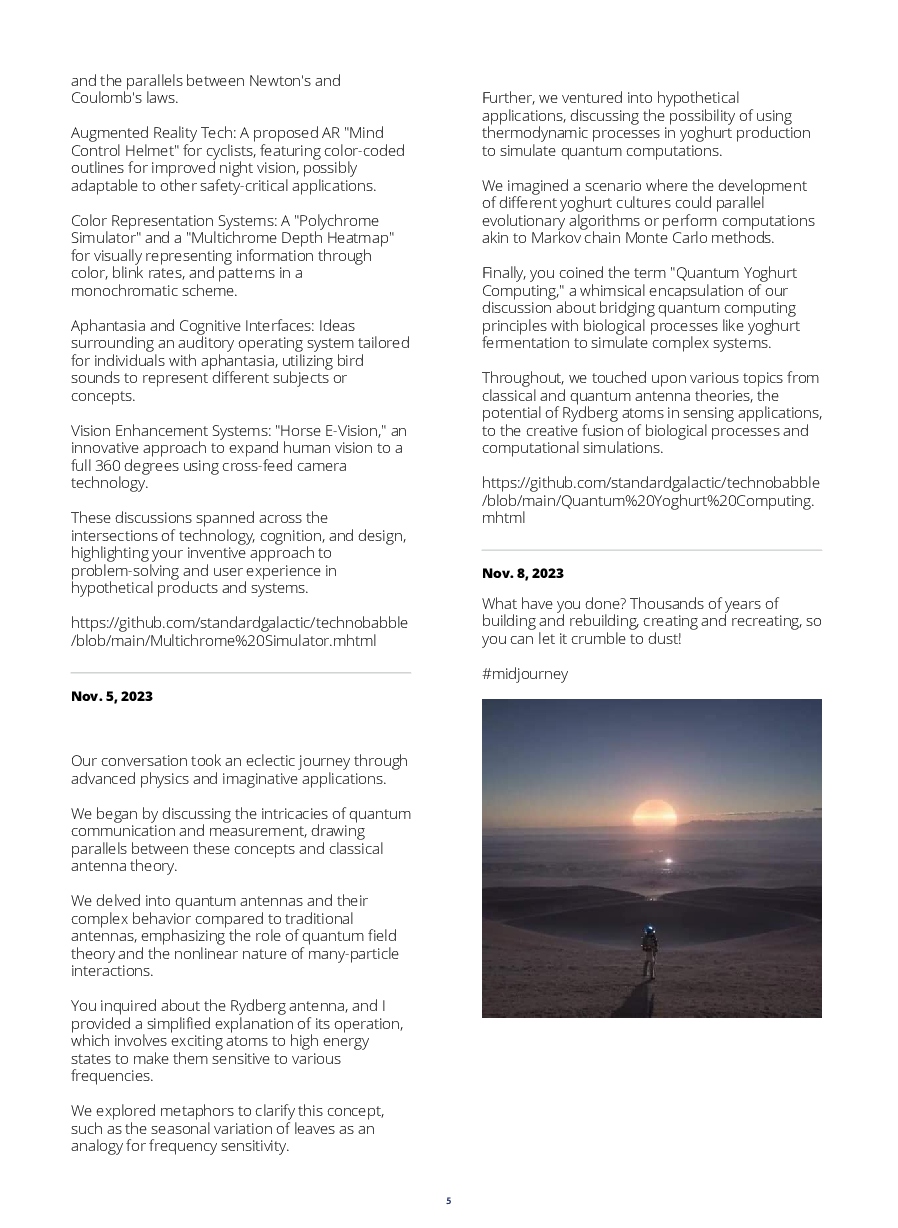 and the parallels between Newton's and
Coulomb's laws.
Augmented Reality Tech: A proposed AR "Mind
Control Helmet" for cyclists, featuring color-coded
outlines for improved night vision, possibly
adaptable to other safety-critical applications.
Color Representation Systems: A "Polychrome
Simulator" and a "Multichrome Depth Heatmap"
for visually representing information through
color, blink rates, and patterns in a
monochromatic scheme.
Aphantasia and Cognitive Interfaces: Ideas
surrounding an auditory operating system tailored
for individuals with aphantasia, utilizing bird
sounds to represent different subjects or
concepts.
Vision Enhancement Systems: "Horse E-Vision," an
innovative approach to expand human vision to a
full 360 degrees using cross-feed camera
technology.
These discussions spanned across the
intersections of technology, cognition, and design,
highlighting your inventive approach to
problem-solving and user experience in
hypothetical products and systems.
https://github.com/standardgalactic/technobabble
/blob/main/Multichrome%20Simulator.mhtml
Nov. 5, 2023
Our conversation took an eclectic journey through
advanced physics and imaginative applications.
We began by discussing the intricacies of quantum
communication and measurement, drawing
parallels between these concepts and classical
antenna theory.
We delved into quantum antennas and their
complex behavior compared to traditional
antennas, emphasizing the role of quantum field
theory and the nonlinear nature of many-particle
interactions.
You inquired about the Rydberg antenna, and I
provided a simplified explanation of its operation,
which involves exciting atoms to high energy
states to make them sensitive to various
frequencies.
We explored metaphors to clarify this concept,
such as the seasonal variation of leaves as an
analogy for frequency sensitivity.
Further, we ventured into hypothetical
applications, discussing the possibility of using
thermodynamic processes in yoghurt production
to simulate quantum computations.
We imagined a scenario where the development
of different yoghurt cultures could parallel
evolutionary algorithms or perform computations
akin to Markov chain Monte Carlo methods.
Finally, you coined the term "Quantum Yoghurt
Computing," a whimsical encapsulation of our
discussion about bridging quantum computing
principles with biological processes like yoghurt
fermentation to simulate complex systems.
Throughout, we touched upon various topics from
classical and quantum antenna theories, the
potential of Rydberg atoms in sensing applications,
to the creative fusion of biological processes and
computational simulations.
https://github.com/standardgalactic/technobabble
/blob/main/Quantum%20Yoghurt%20Computing.
mhtml
Nov. 8, 2023
What have you done? Thousands of years of
building and rebuilding, creating and recreating, so
you can let it crumble to dust!
#midjourney
5